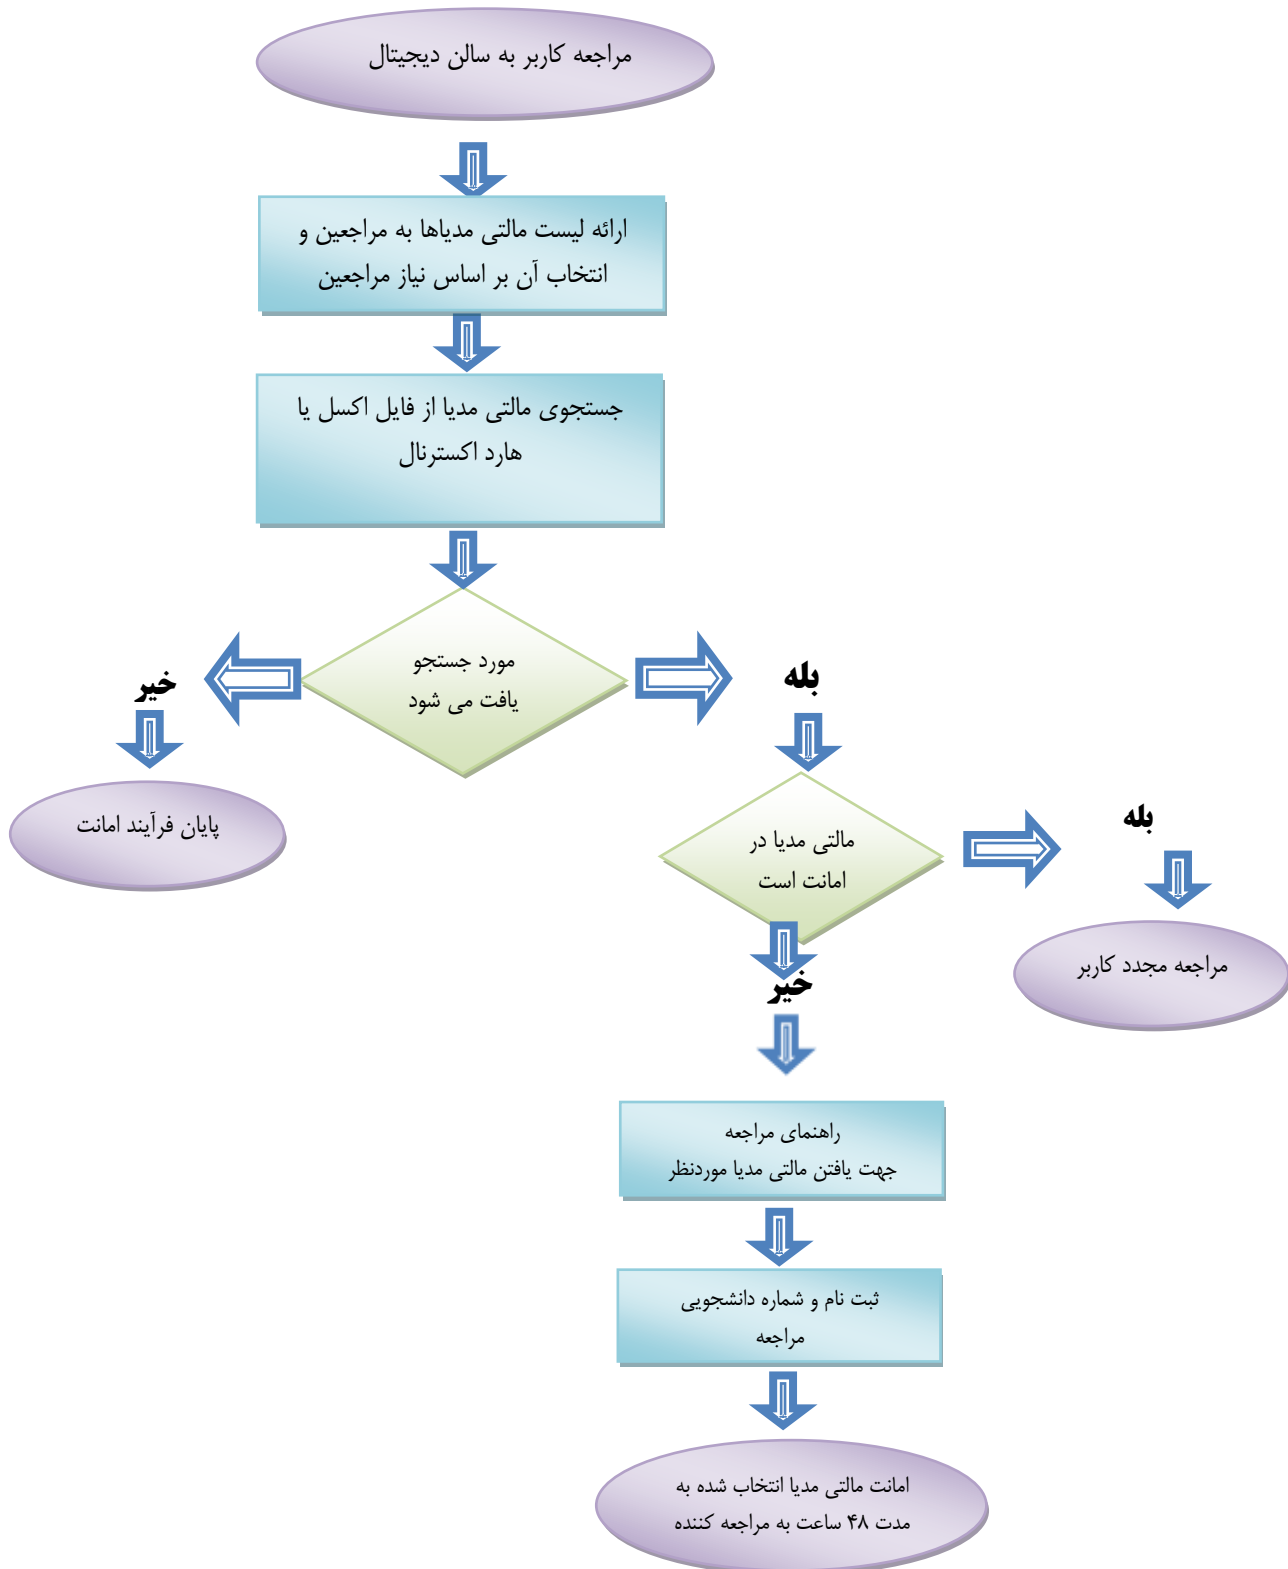 مراجعه کاربر به سالن دیجیتال
ارائه لیست مالتی مدیاها به مراجعین و
انتخاب آن بر اساس نیاز مراجعین
جستجوی مالتی مدیا از فایل اکسل یا
هارد اکسترنال
مورد جستجو
یافت می شود
بله
خیر
پایان فرآیند امانت
مالتی مدیا در
امانت است
بله
مراجعه مجدد کاربر
خیر
راهنمای مراجعه
جهت یافتن مالتی مدیا موردنظر
ثبت نام و شماره دانشجویی
مراجعه
امانت مالتی مدیا انتخاب شده به
مدت ۴۸ ساعت به مراجعه کننده